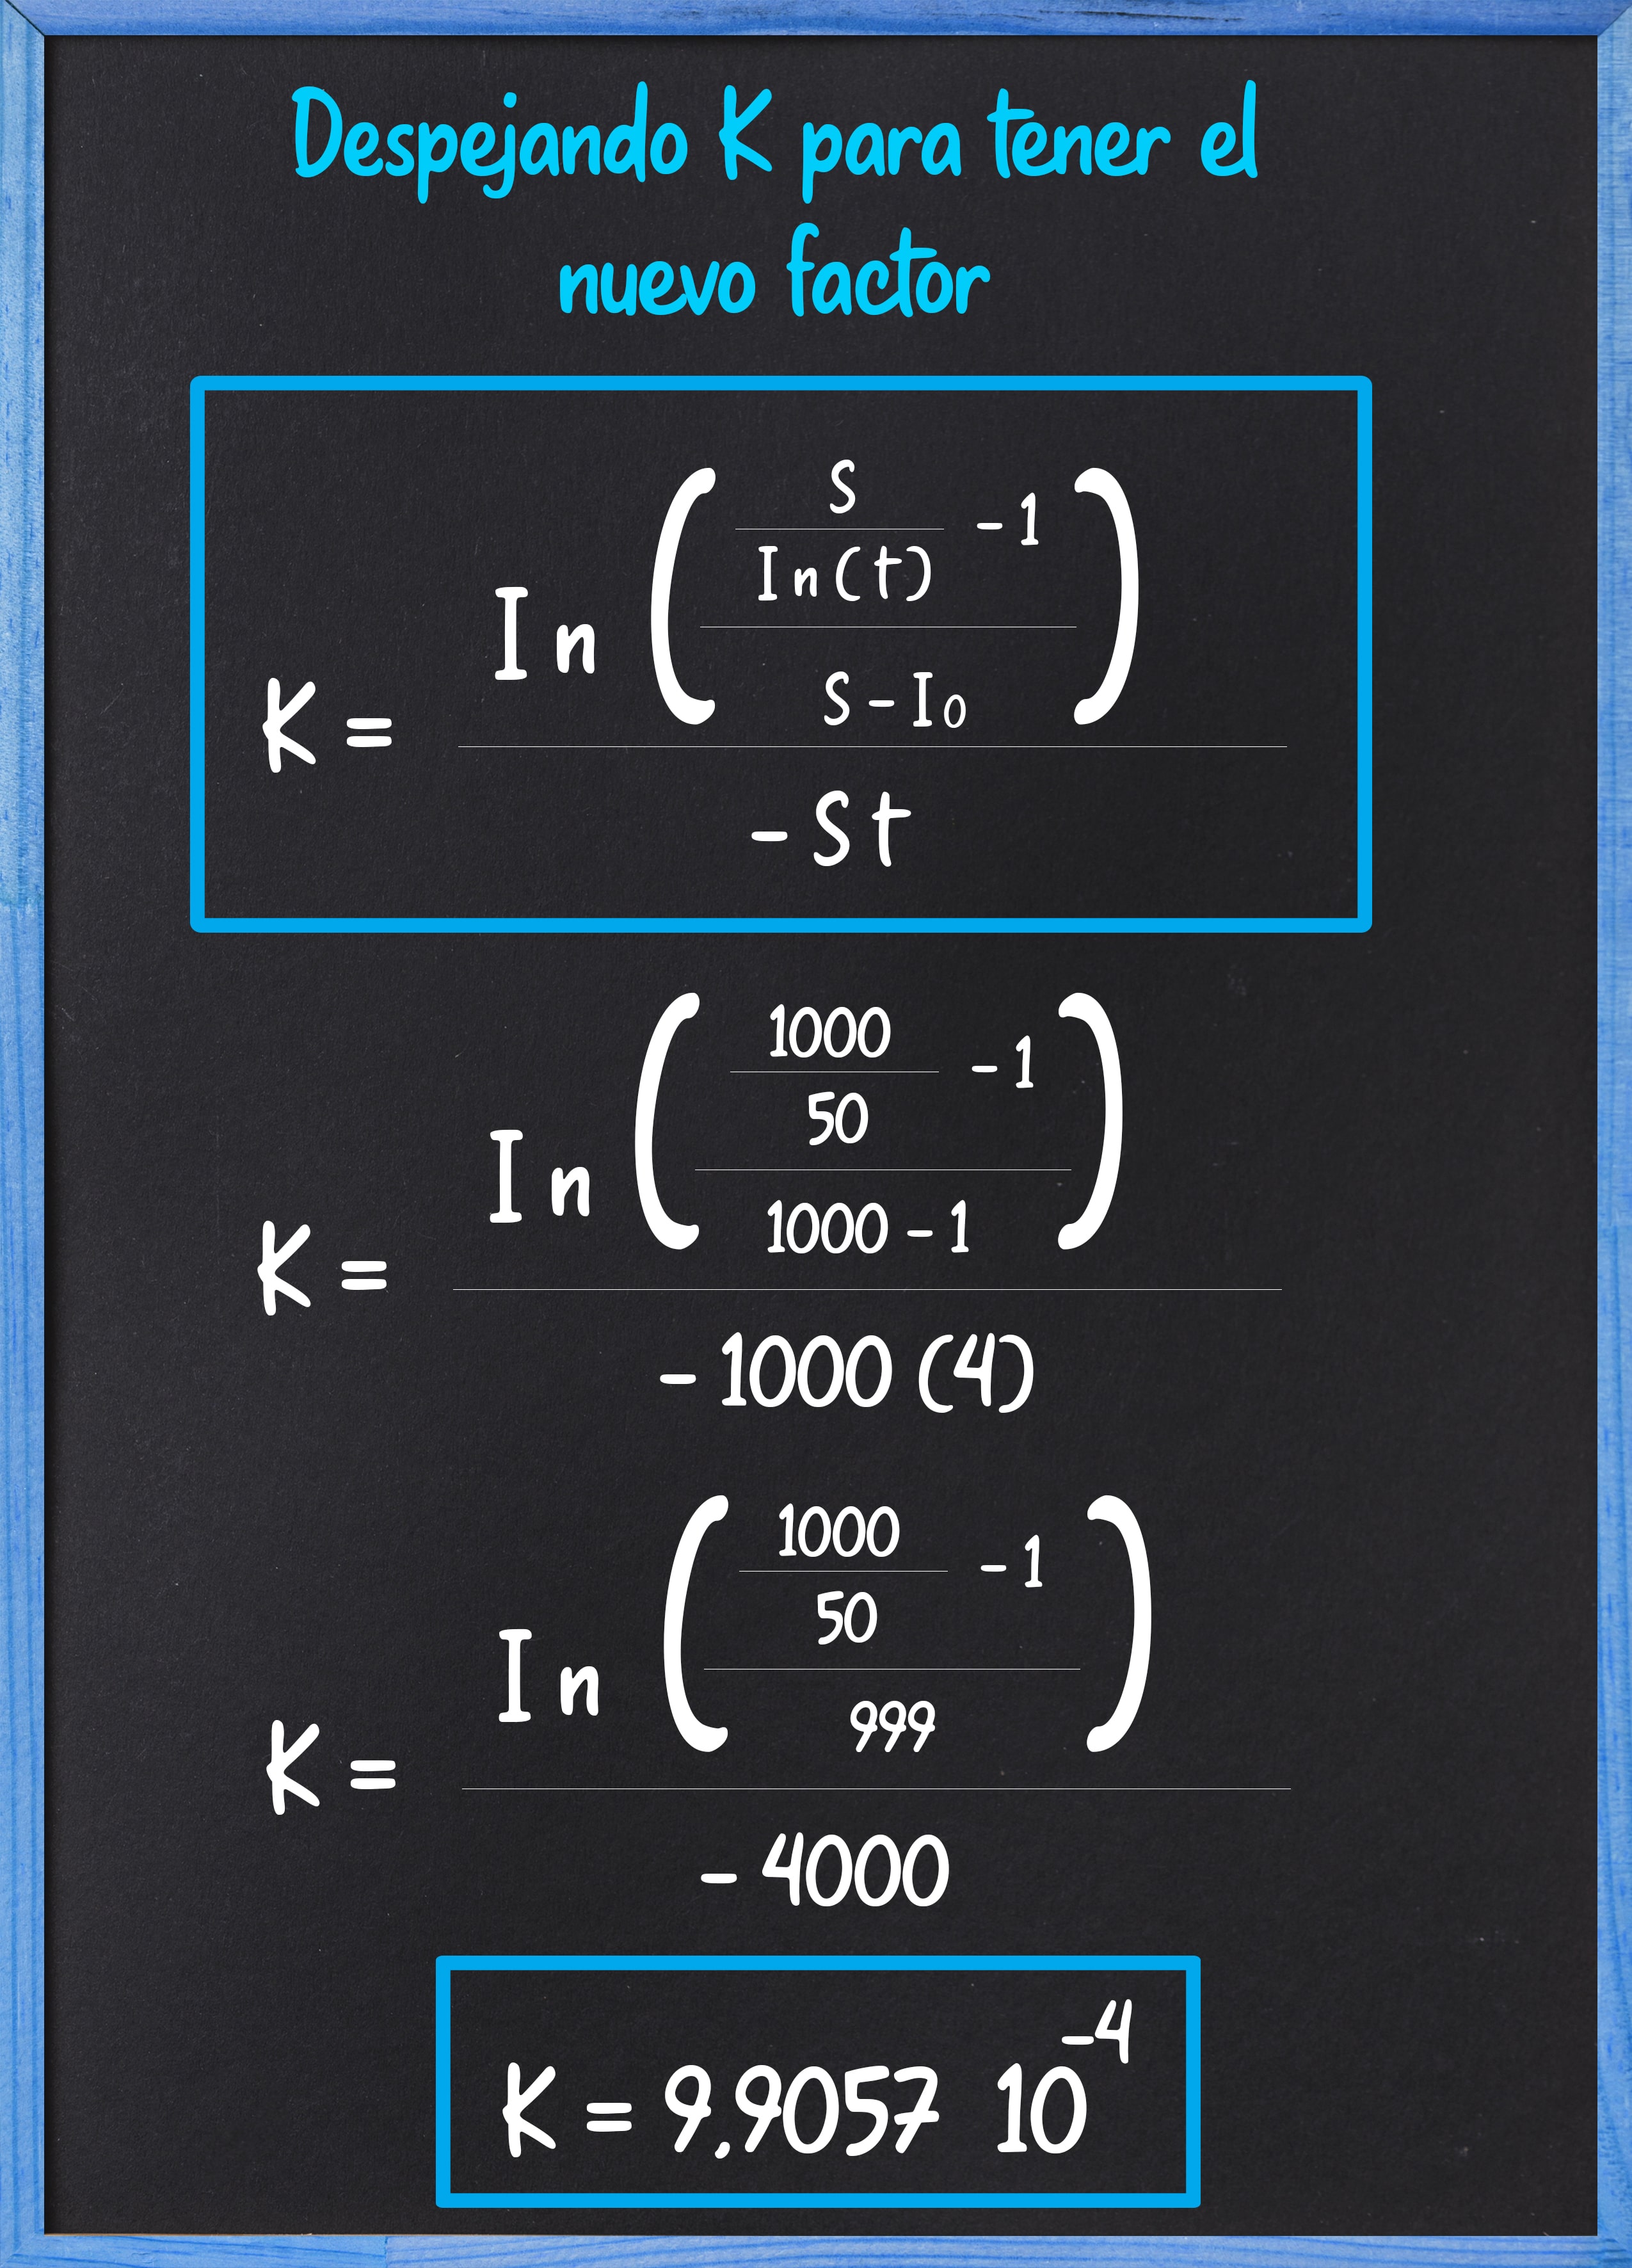 Despejando K para tener el
nuevo factor
S
- 1
In(t)
In
S - I0
K =
- St
1000
- 1
50
In
1000 - 1
K =
- 1000 (4)
1000
- 1
50
In
999
K =
- 4000
K = 9,9057 10^-4